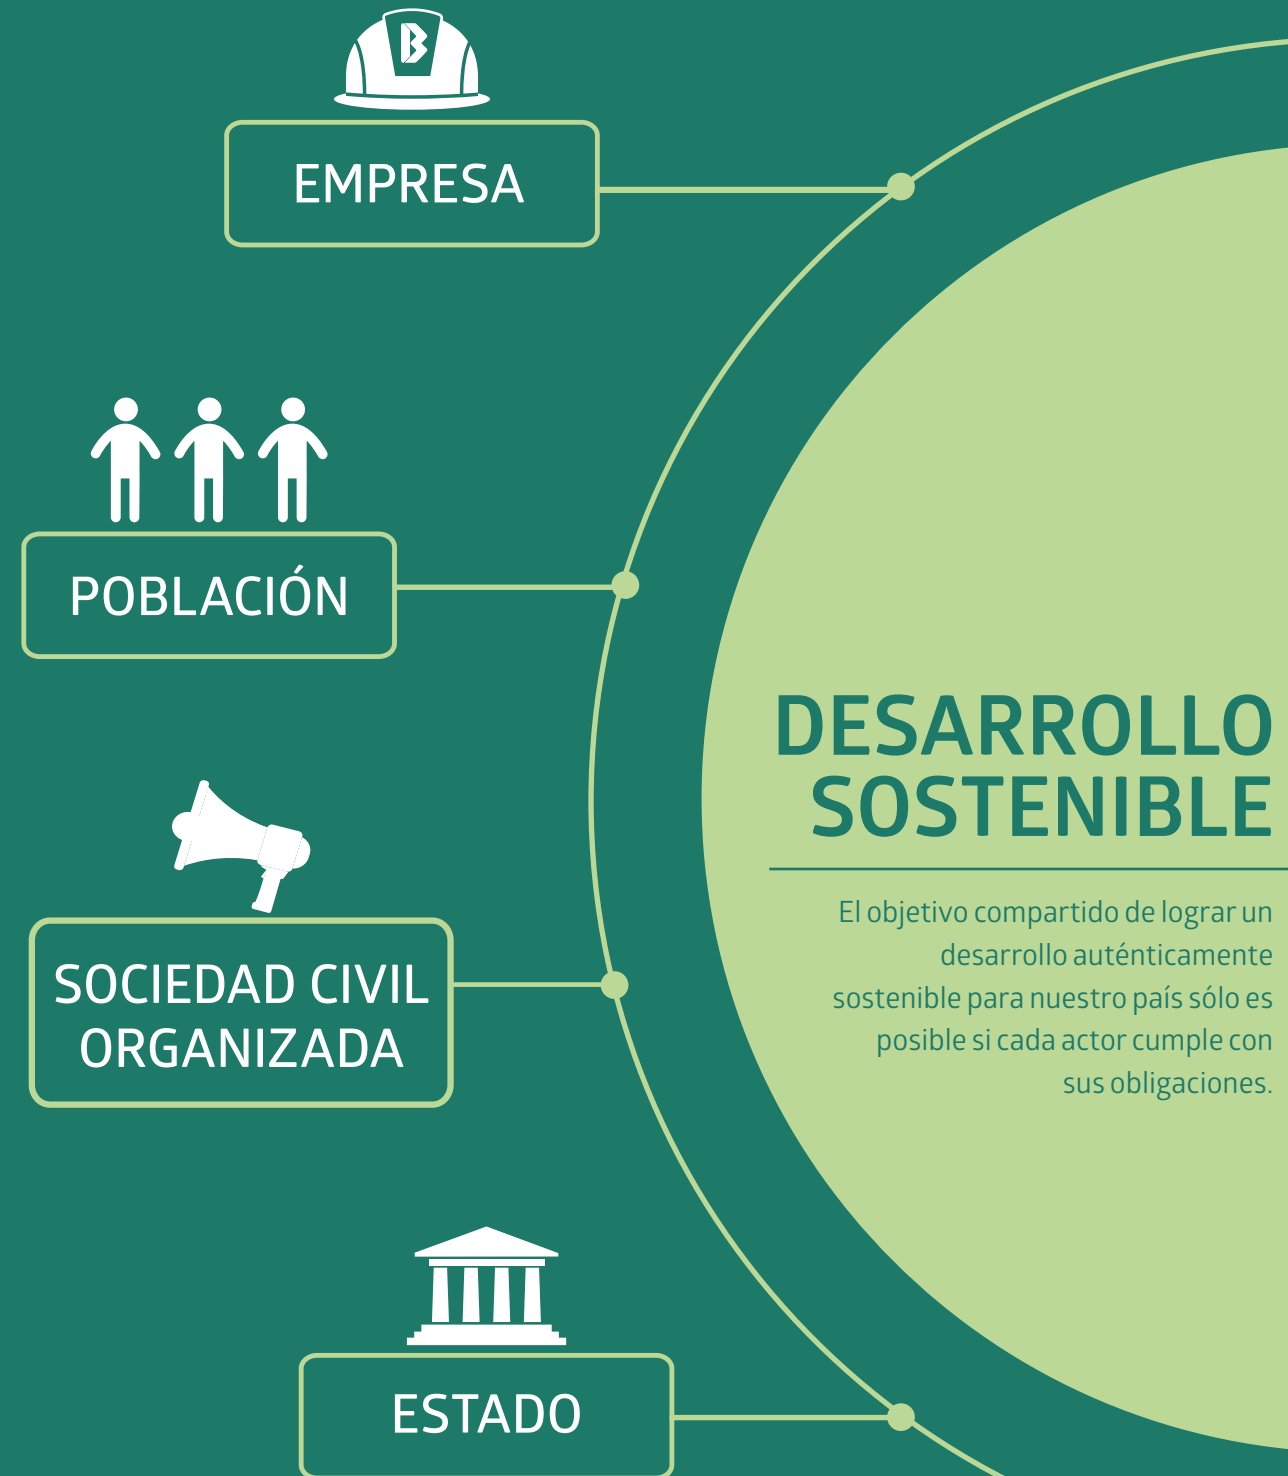 B
EMPRESA
POBLACIÓN
SOCIEDAD CIVIL
ORGANIZADA
ESTADO
DESARROLLO
SOSTENIBLE
El objetivo compartido de lograr un
desarrollo auténticamente
sostenible para nuestro país sólo es
posible si cada actor cumple con
sus obligaciones.